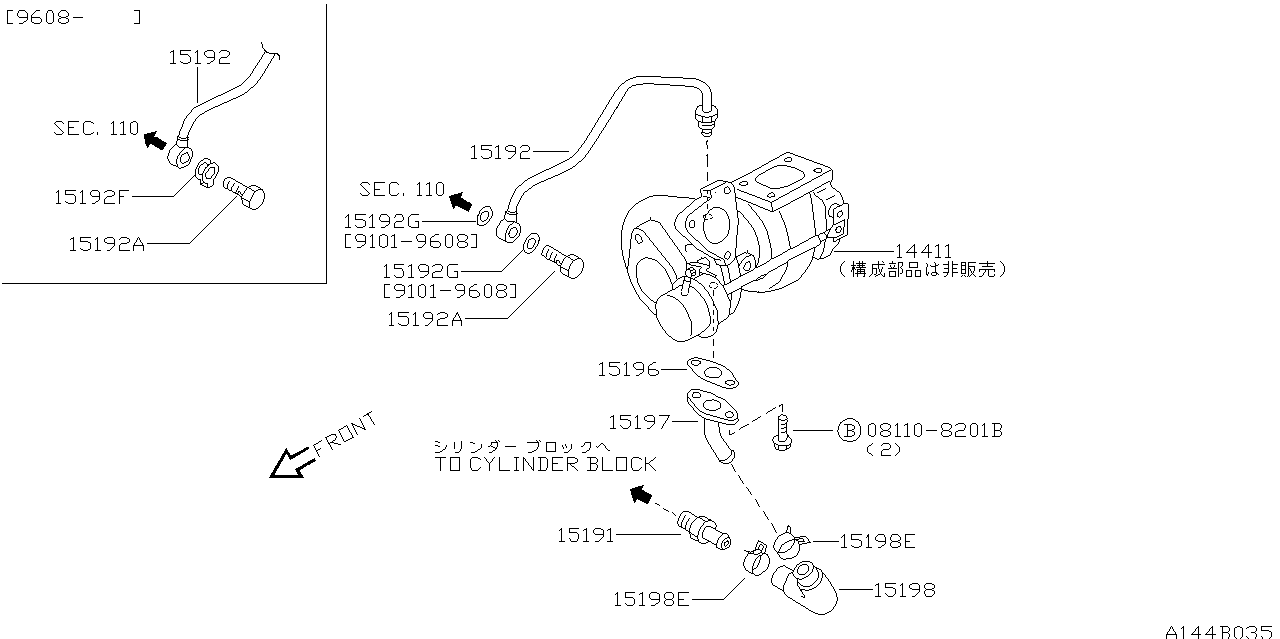 [9608-    ]
15192
SEC. 110
15192F
15192A
15192
SEC. 110
15192G
[9101-9608]
15192G
[9101-9608]
15192A
14411
(構成部品は非販売)
15196
15197
Ⓑ08110-8201B
(2)
FRONT
シリンダー ブロックへ
TO CYLINDER BLOCK
15191
15198E
15198E
15198
A144B035